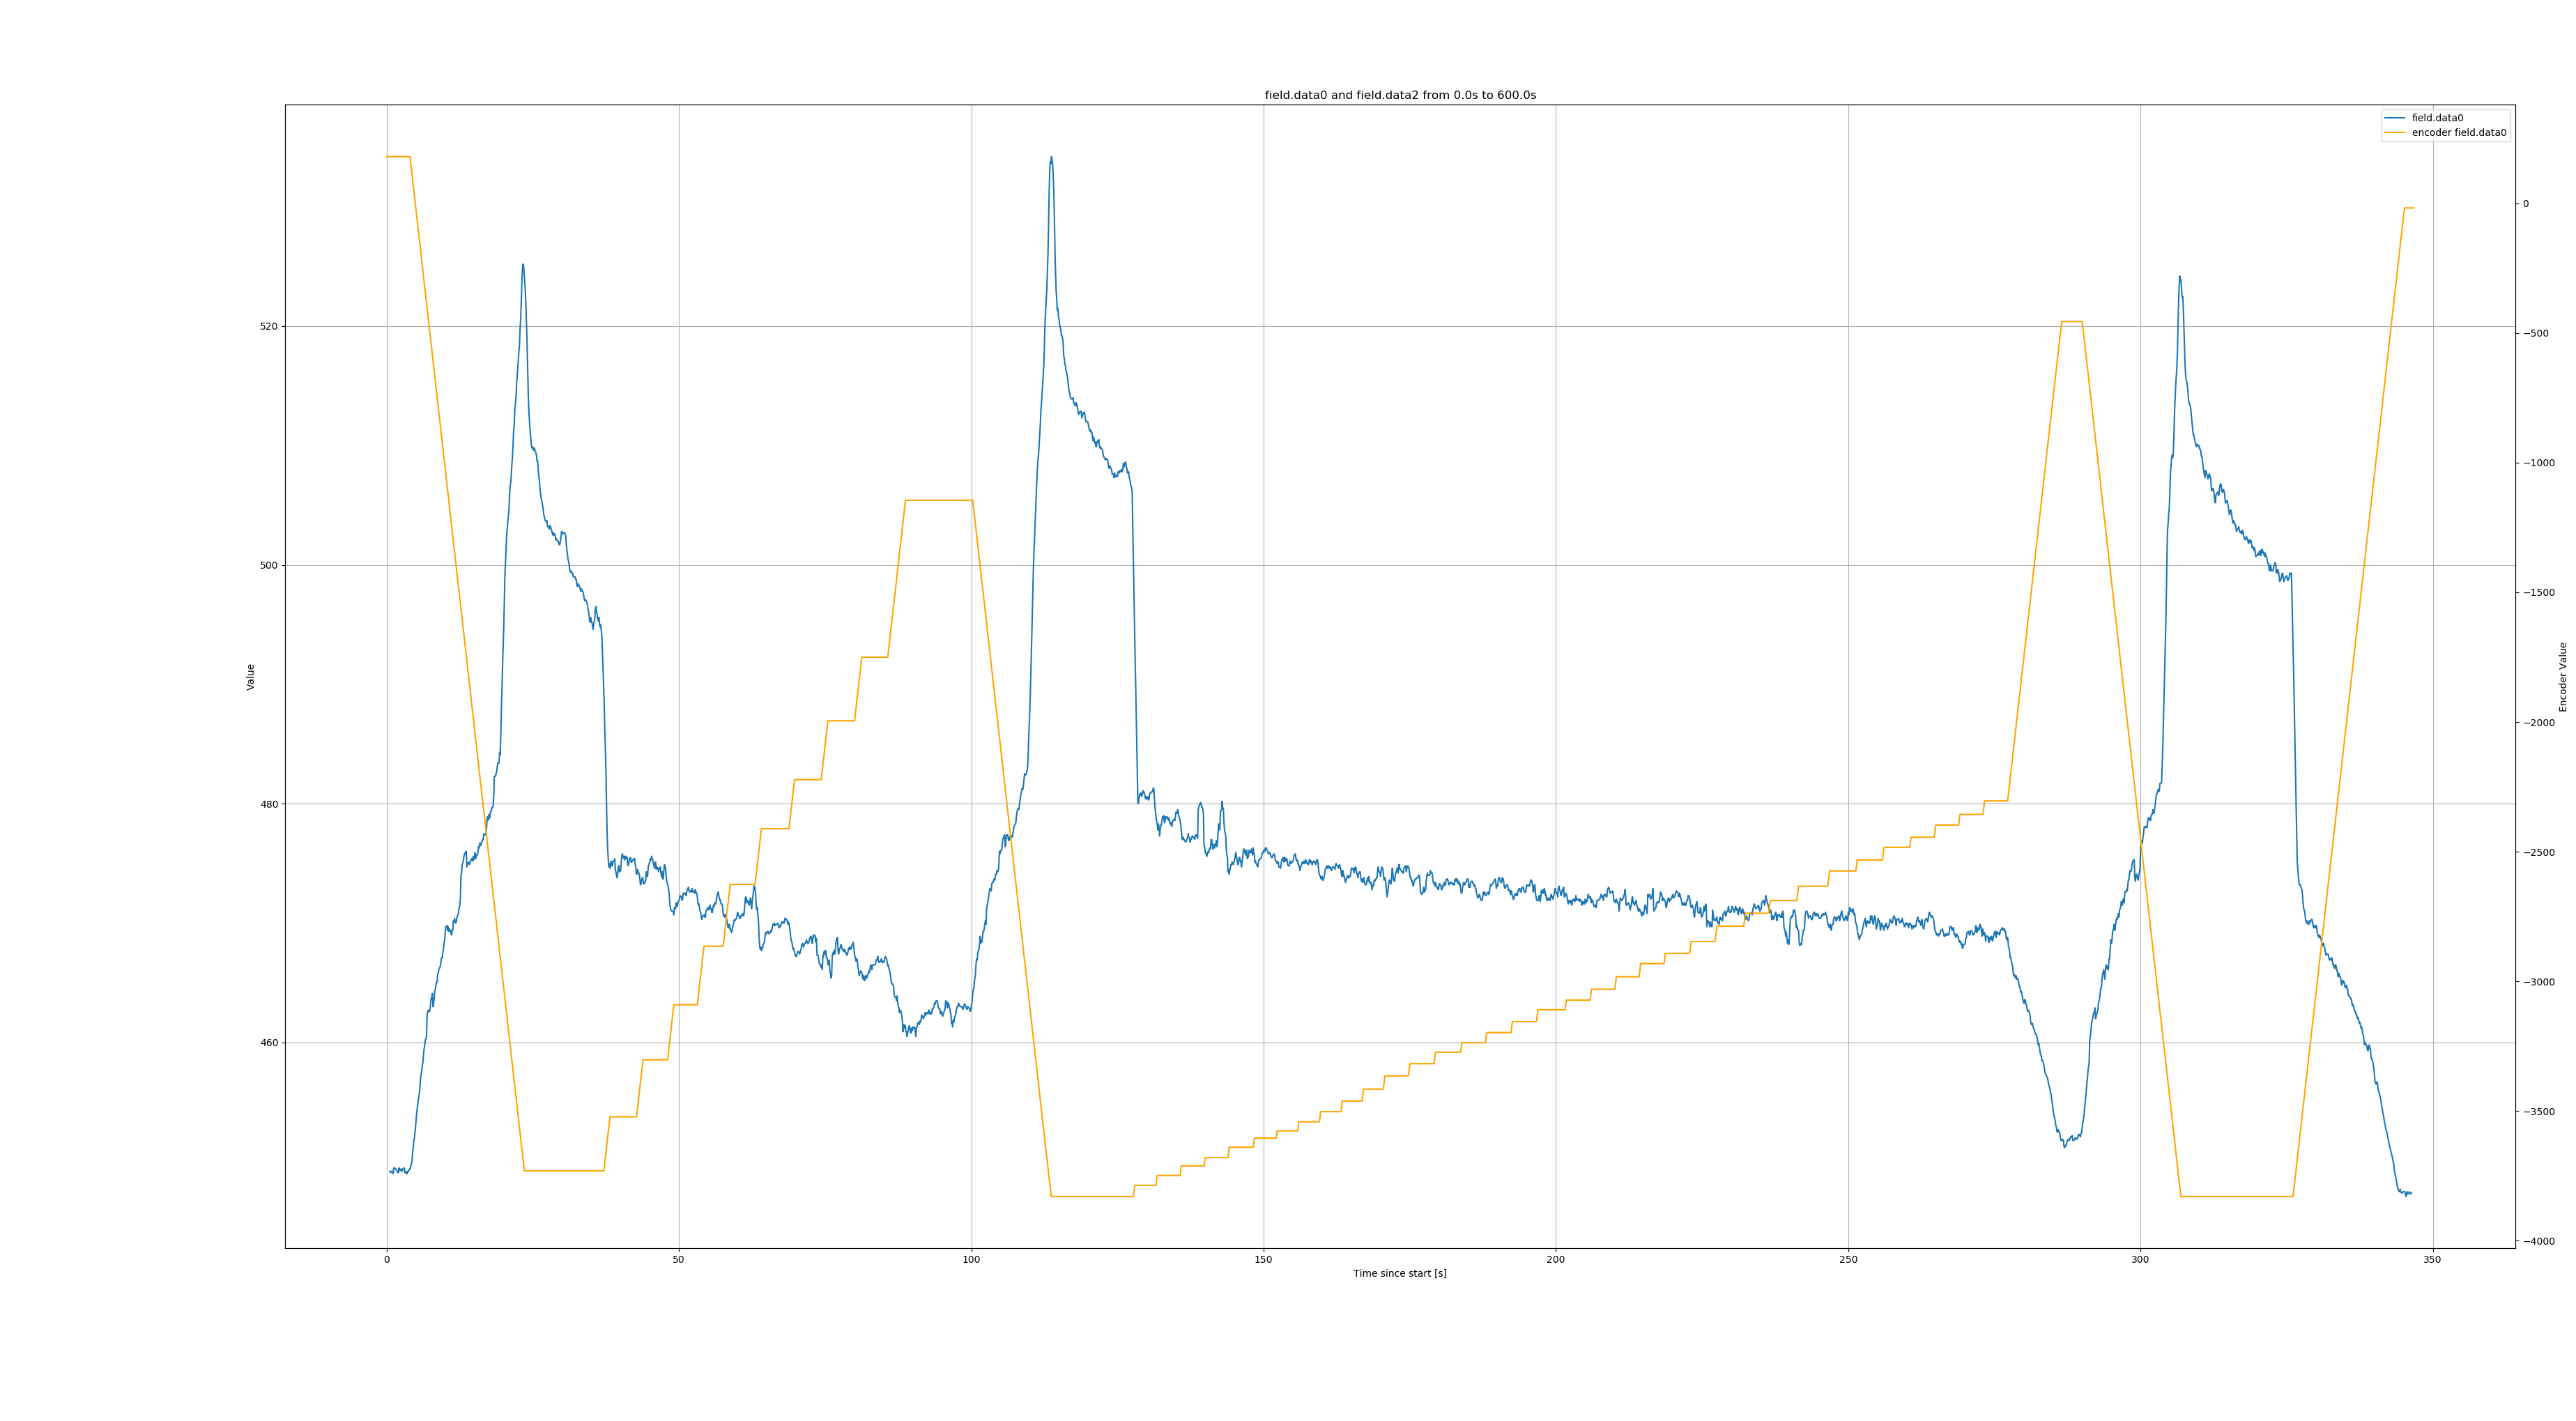 field.data0 and field.data2 from 0.0s to 600.0s
field.data0
encoder field.data0
520
500
480
460
Value
0
−500
−1000
−1500
−2000
−2500
−3000
−3500
−4000
Encoder Value
0 50 100 150 200 250 300 350
Time since start [s]